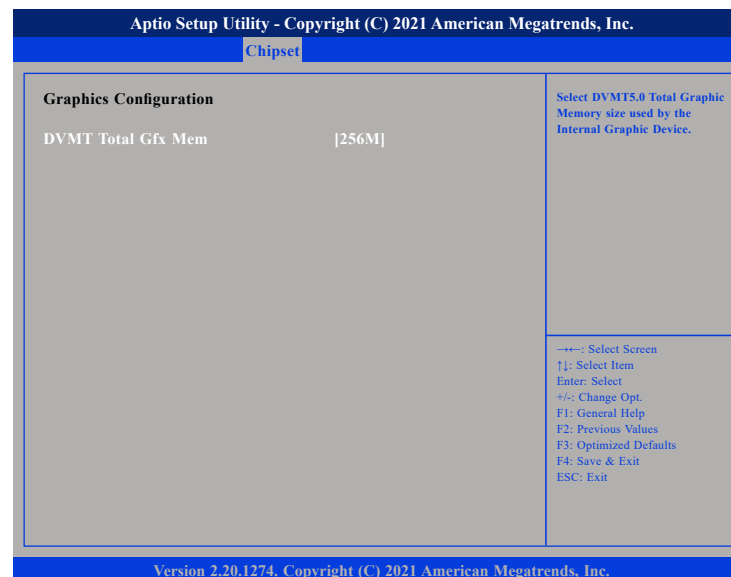 Aptio Setup Utility - Copyright (C) 2021 American Megatrends, Inc.
Chipset
Graphics Configuration
DVMT Total Gfx Mem [256M]
Select DVMT5.0 Total Graphic
Memory size used by the
Internal Graphic Device.
→←: Select Screen
↑↓: Select Item
Enter: Select
+/-: Change Opt.
F1: General Help
F2: Previous Values
F3: Optimized Defaults
F4: Save & Exit
ESC: Exit
Version 2.20.1274. Copyright (C) 2021 American Megatrends, Inc.